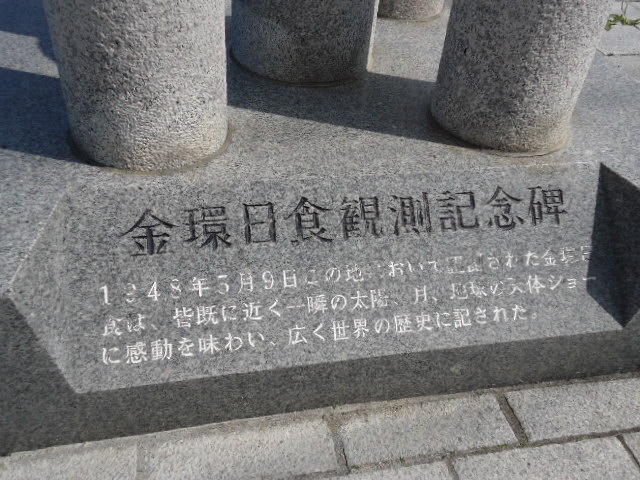 金環日食観測記念碑
1948年5月9日この地において観測された金環日
食は、皆既に近く一瞬の太陽、月、地球の天体ショー
に感動を味わい、広く世界の歴史に記された。